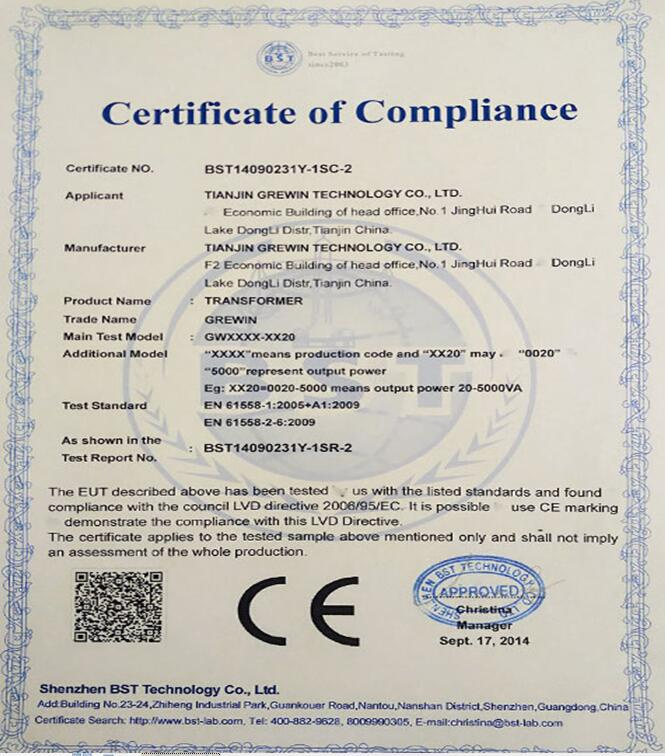 BST
Best Service of Testing
since2003
Certificate of Compliance
Certificate NO. BST14090231Y-1SC-2
Applicant TIANJIN GREWIN TECHNOLOGY CO., LTD.
Economic Building of head office,No.1 JingHui Road DongLi
Lake DongLi Distr,Tianjin China.
Manufacturer TIANJIN GREWIN TECHNOLOGY CO., LTD.
F2 Economic Building of head office,No.1 JingHui Road DongLi
Lake DongLi Distr,Tianjin China.
Product Name : TRANSFORMER
Trade Name GREWIN
Main Test Model : GWXXXX-XX20
Additional Model "XXXX"means production code and "XX20" may "0020"
"5000"represent output power
Eg: XX20=0020-5000 means output power 20-5000VA
Test Standard EN 61558-1:2005+A1:2009
EN 61558-2-6:2009
As shown in the
Test Report No. : BST14090231Y-1SR-2
BST
The EUT described above has been tested us with the listed standards and found
compliance with the council LVD directive 2006/95/EC. It is possible use CE marking
demonstrate the compliance with this LVD Directive.
The certificate applies to the tested sample above mentioned only and shall not imply
an assessment of the whole production.
CE
SHENZHEN BST TECHNOLOGY CO., LTD
APPROVED
Christina
Manager
Sept. 17, 2014
Shenzhen BST Technology Co., Ltd.
Add:Building No.23-24,Zhiheng Industrial Park,Guankouer Road,Nantou,Nanshan District,Shenzhen,Guangdong,China
Certificate Search: http://www.bst-lab.com, Tel: 400-882-9628, 8009990305, E-mail:christina@bst-lab.com